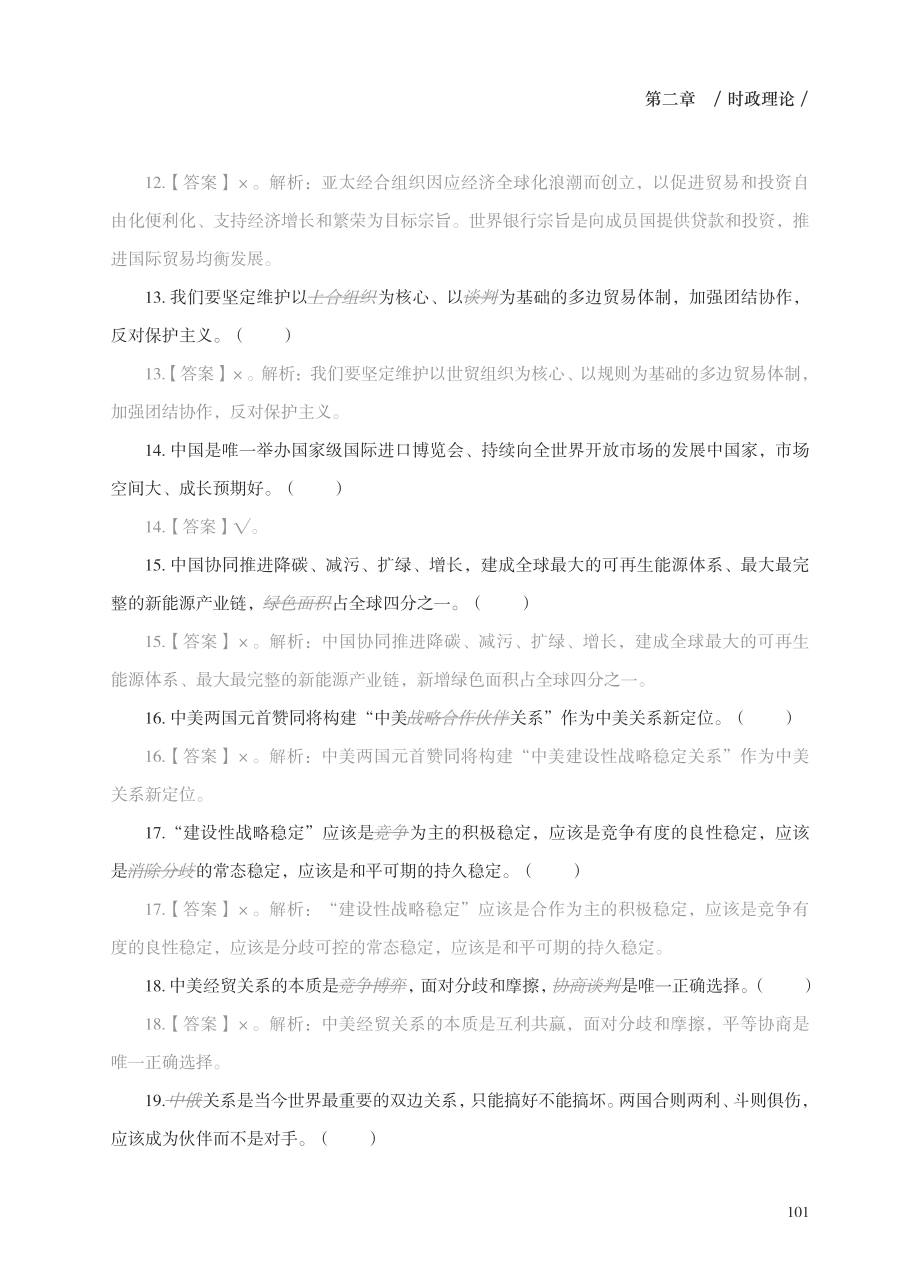 第二章 / 时政理论 /
12.【答案】×。解析：亚太经合组织因应经济全球化浪潮而创立，以促进贸易和投资自
由化便利化、支持经济增长和繁荣为目标宗旨。世界银行宗旨是向成员国提供贷款和投资，推
进国际贸易均衡发展。
13. 我们要坚定维护以上合组织为核心、以谈判为基础的多边贸易体制，加强团结协作，
反对保护主义。（　　）
13.【答案】×。解析：我们要坚定维护以世贸组织为核心、以规则为基础的多边贸易体制，
加强团结协作，反对保护主义。
14. 中国是唯一举办国家级国际进口博览会、持续向全世界开放市场的发展中国家，市场
空间大、成长预期好。（　　）
14.【答案】√。
15. 中国协同推进降碳、减污、扩绿、增长，建成全球最大的可再生能源体系、最大最完
整的新能源产业链，绿色面积占全球四分之一。（　　）
15.【答案】×。解析：中国协同推进降碳、减污、扩绿、增长，建成全球最大的可再生
能源体系、最大最完整的新能源产业链，新增绿色面积占全球四分之一。
16. 中美两国元首赞同将构建“中美战略合作伙伴关系”作为中美关系新定位。（　　）
16.【答案】×。解析：中美两国元首赞同将构建“中美建设性战略稳定关系”作为中美
关系新定位。
17.“建设性战略稳定”应该是竞争为主的积极稳定，应该是竞争有度的良性稳定，应该
是消除分歧的常态稳定，应该是和平可期的持久稳定。（　　）
17.【答案】×。解析：“建设性战略稳定”应该是合作为主的积极稳定，应该是竞争有
度的良性稳定，应该是分歧可控的常态稳定，应该是和平可期的持久稳定。
18. 中美经贸关系的本质是竞争博弈，面对分歧和摩擦，协商谈判是唯一正确选择。（　　）
18.【答案】×。解析：中美经贸关系的本质是互利共赢，面对分歧和摩擦，平等协商是
唯一正确选择。
19.中俄关系是当今世界最重要的双边关系，只能搞好不能搞坏。两国合则两利、斗则俱伤，
应该成为伙伴而不是对手。（　　）
101